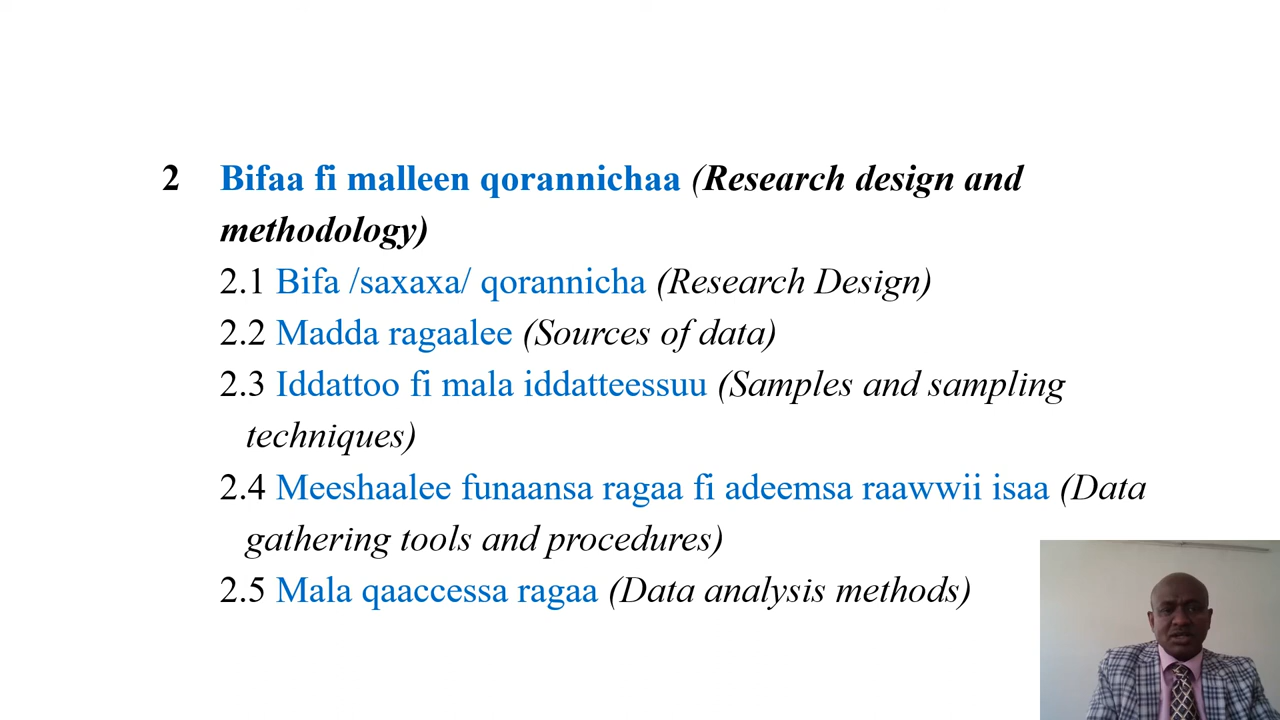 2 Bifaa fi malleen qorannichaa (Research design and
methodology)
2.1 Bifa /saxaxa/ qorannicha (Research Design)
2.2 Madda ragaalee (Sources of data)
2.3 Iddattoo fi mala iddatteessuu (Samples and sampling
techniques)
2.4 Meeshaalee funaansa ragaa fi adeemsa raawwii isaa (Data
gathering tools and procedures)
2.5 Mala qaaccessa ragaa (Data analysis methods)